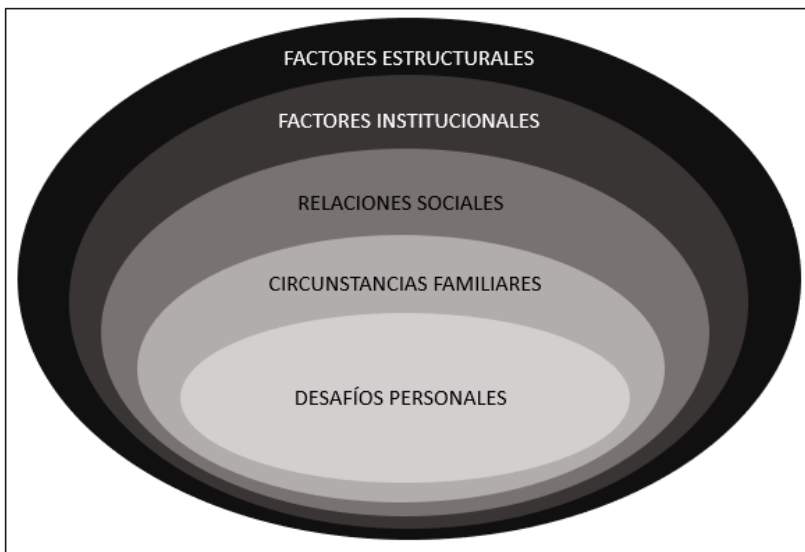 FACTORES ESTRUCTURALES
FACTORES INSTITUCIONALES
RELACIONES SOCIALES
CIRCUNSTANCIAS FAMILIARES
DESAFÍOS PERSONALES